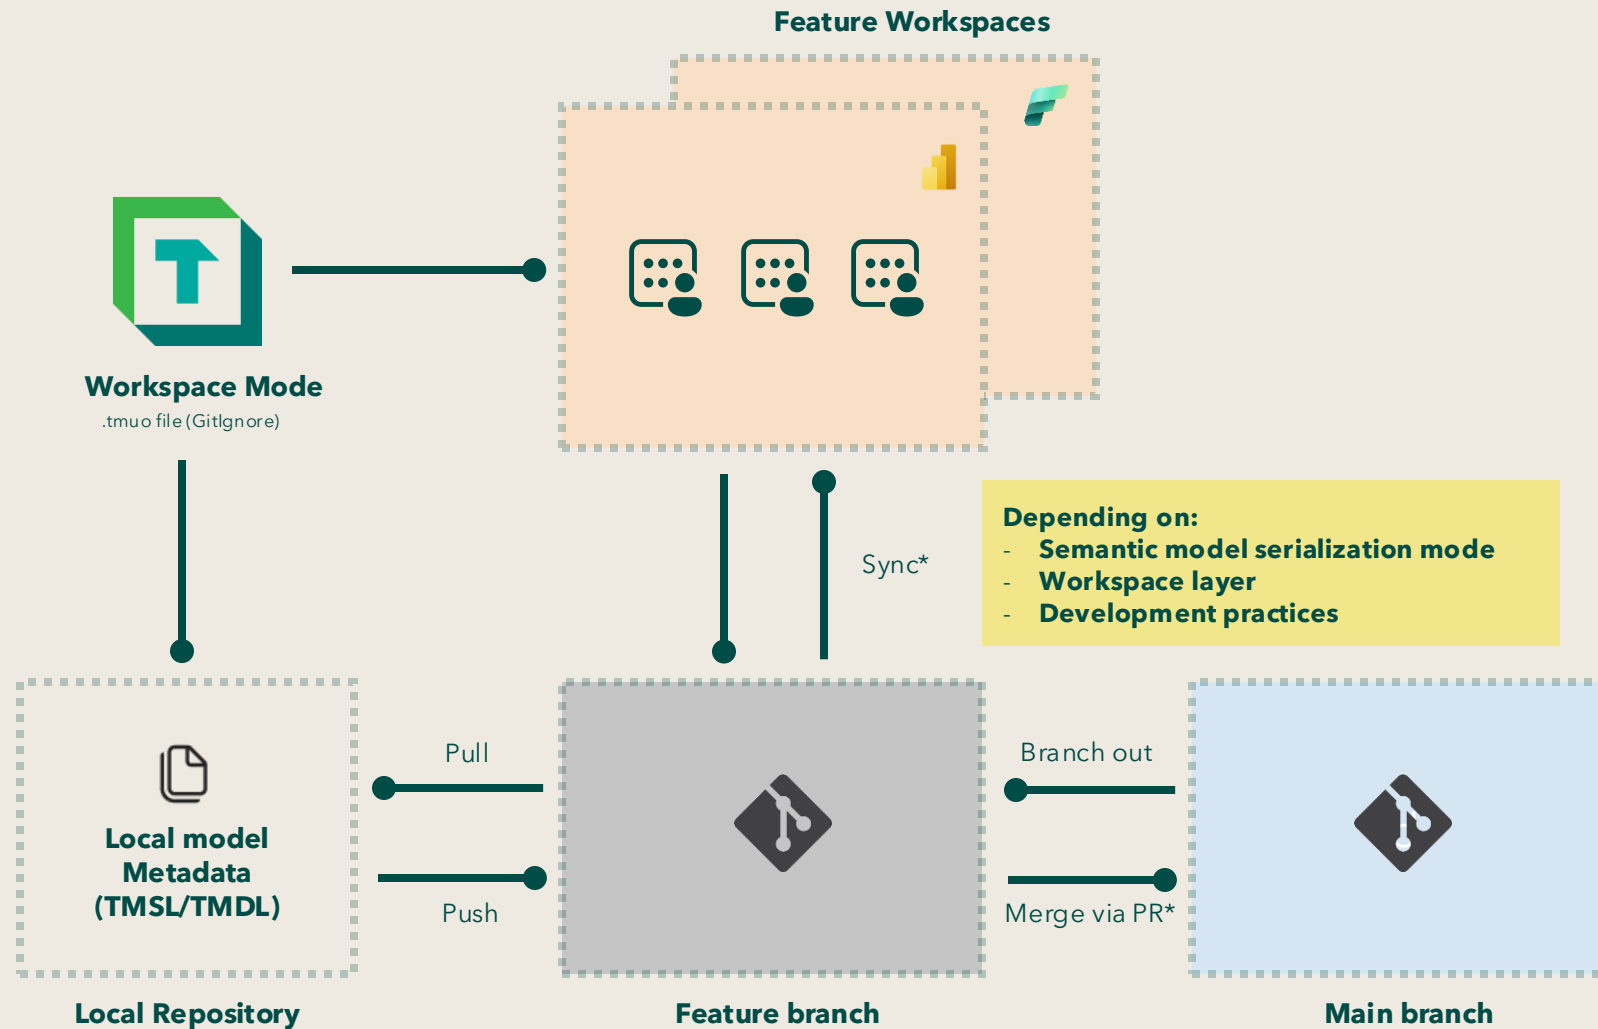 Feature Workspaces
Workspace Mode
.tmuo file (GitIgnore)
Depending on:
- Semantic model serialization mode
- Workspace layer
- Development practices
Sync*
Pull
Push
Branch out
Merge via PR*
Local model
Metadata
(TMSL/TMDL)
Local Repository
Feature branch
Main branch